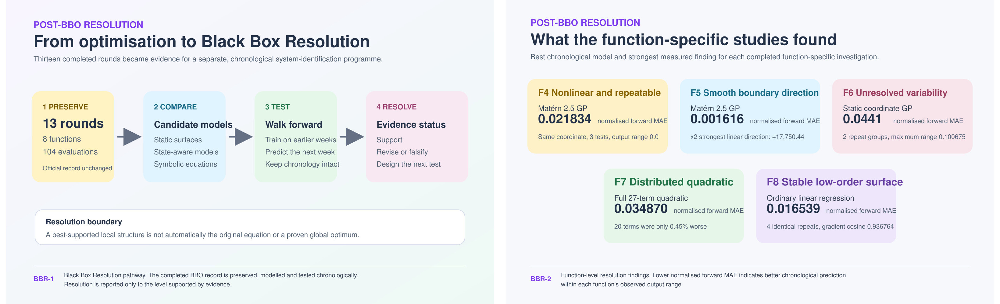 POST-BBO RESOLUTION
From optimisation to Black Box Resolution
Thirteen completed rounds became evidence for a separate, chronological system-identification programme.
1 PRESERVE
13 rounds
8 functions
104 evaluations
Official record unchanged
2 COMPARE
Candidate models
Static surfaces
State-aware models
Symbolic equations
3 TEST
Walk forward
Train on earlier weeks
Predict the next week
Keep chronology intact
4 RESOLVE
Evidence status
Support
Revise or falsify
Design the next test
Resolution boundary
A best-supported local structure is not automatically the original equation or a proven global optimum.
BBR-1
Black Box Resolution pathway. The completed BBO record is preserved, modelled and tested chronologically.
Resolution is reported only to the level supported by evidence.
POST-BBO RESOLUTION
What the function-specific studies found
Best chronological model and strongest measured finding for each completed function-specific investigation.
F4 Nonlinear and repeatable
Matérn 2.5 GP
0.021834 normalised forward MAE
Same coordinate, 3 tests, output range 0.0
F5 Smooth boundary direction
Matérn 2.5 GP
0.001616 normalised forward MAE
x2 strongest linear direction: +17,750.44
F6 Unresolved variability
Static coordinate GP
0.0441 normalised forward MAE
2 repeat groups, maximum range 0.100675
F7 Distributed quadratic
Full 27-term quadratic
0.034870 normalised forward MAE
20 terms were only 0.45% worse
F8 Stable low-order surface
Ordinary linear regression
0.016539 normalised forward MAE
4 identical repeats, gradient cosine 0.936764
BBR-2
Function-level resolution findings. Lower normalised forward MAE indicates better chronological prediction
within each function's observed output range.